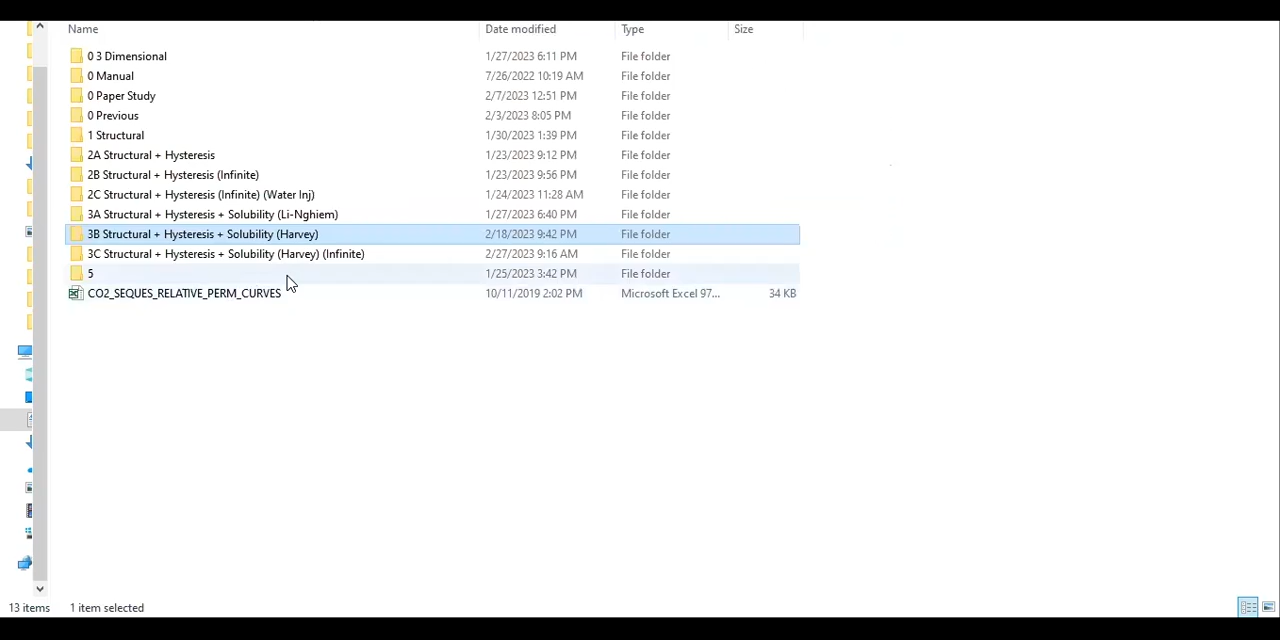 Name Date modified Type Size
0 3 Dimensional 1/27/2023 6:11 PM File folder
0 Manual 7/26/2022 10:19 AM File folder
0 Paper Study 2/7/2023 12:51 PM File folder
0 Previous 2/3/2023 8:05 PM File folder
1 Structural 1/30/2023 1:39 PM File folder
2A Structural + Hysteresis 1/23/2023 9:12 PM File folder
2B Structural + Hysteresis (Infinite) 1/23/2023 9:56 PM File folder
2C Structural + Hysteresis (Infinite) (Water Inj) 1/24/2023 11:28 AM File folder
3A Structural + Hysteresis + Solubility (Li-Nghiem) 1/27/2023 6:40 PM File folder
3B Structural + Hysteresis + Solubility (Harvey) 2/18/2023 9:42 PM File folder
3C Structural + Hysteresis + Solubility (Harvey) (Infinite) 2/27/2023 9:16 AM File folder
5 1/25/2023 3:42 PM File folder
CO2_SEQUES_RELATIVE_PERM_CURVES 10/11/2019 2:02 PM Microsoft Excel 97... 34 KB
13 items 1 item selected